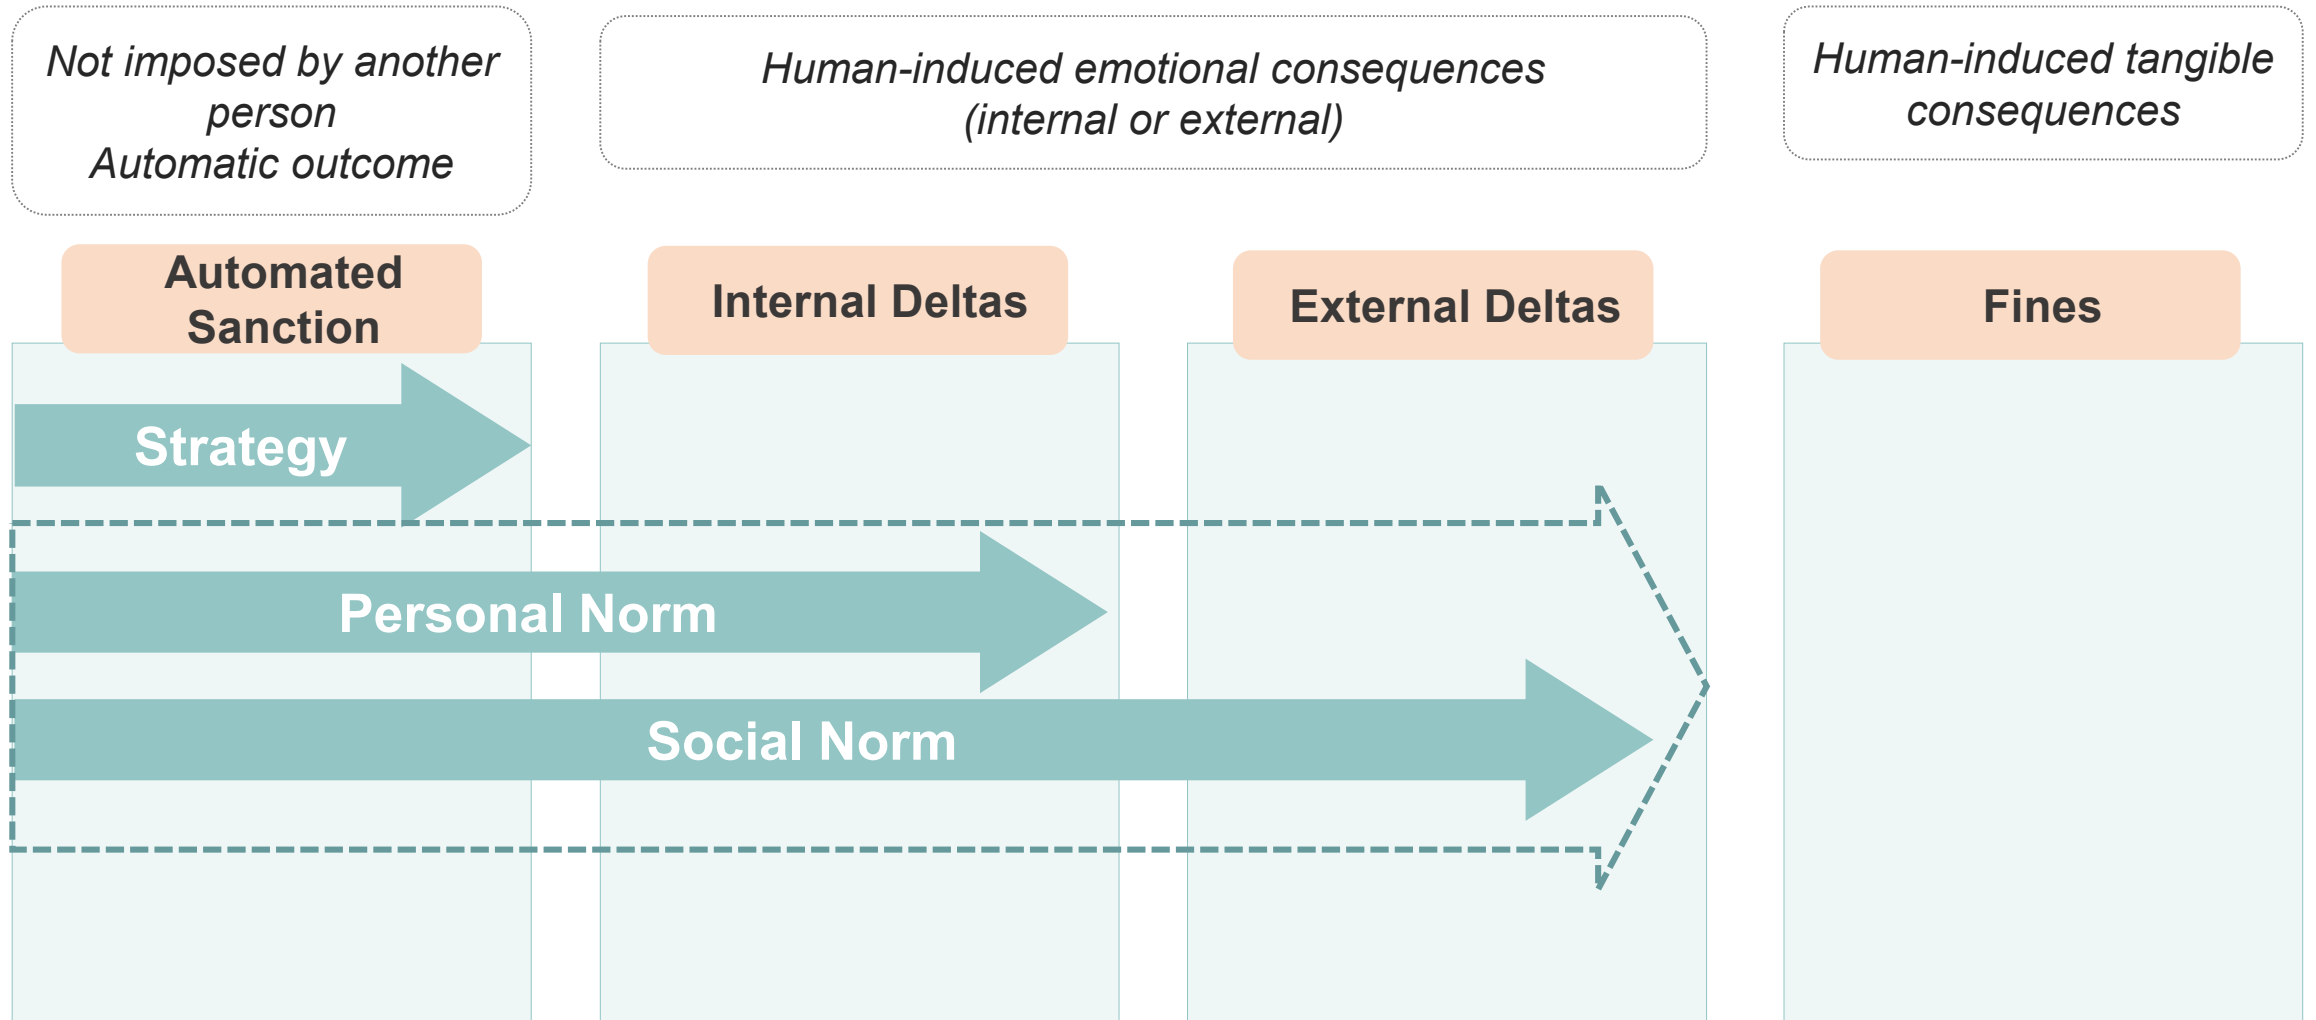 Not imposed by another
person
Automatic outcome
Human-induced emotional consequences
(internal or external)
Human-induced tangible
consequences
Automated
Sanction
Internal Deltas
External Deltas
Fines
Strategy
Personal Norm
Social Norm